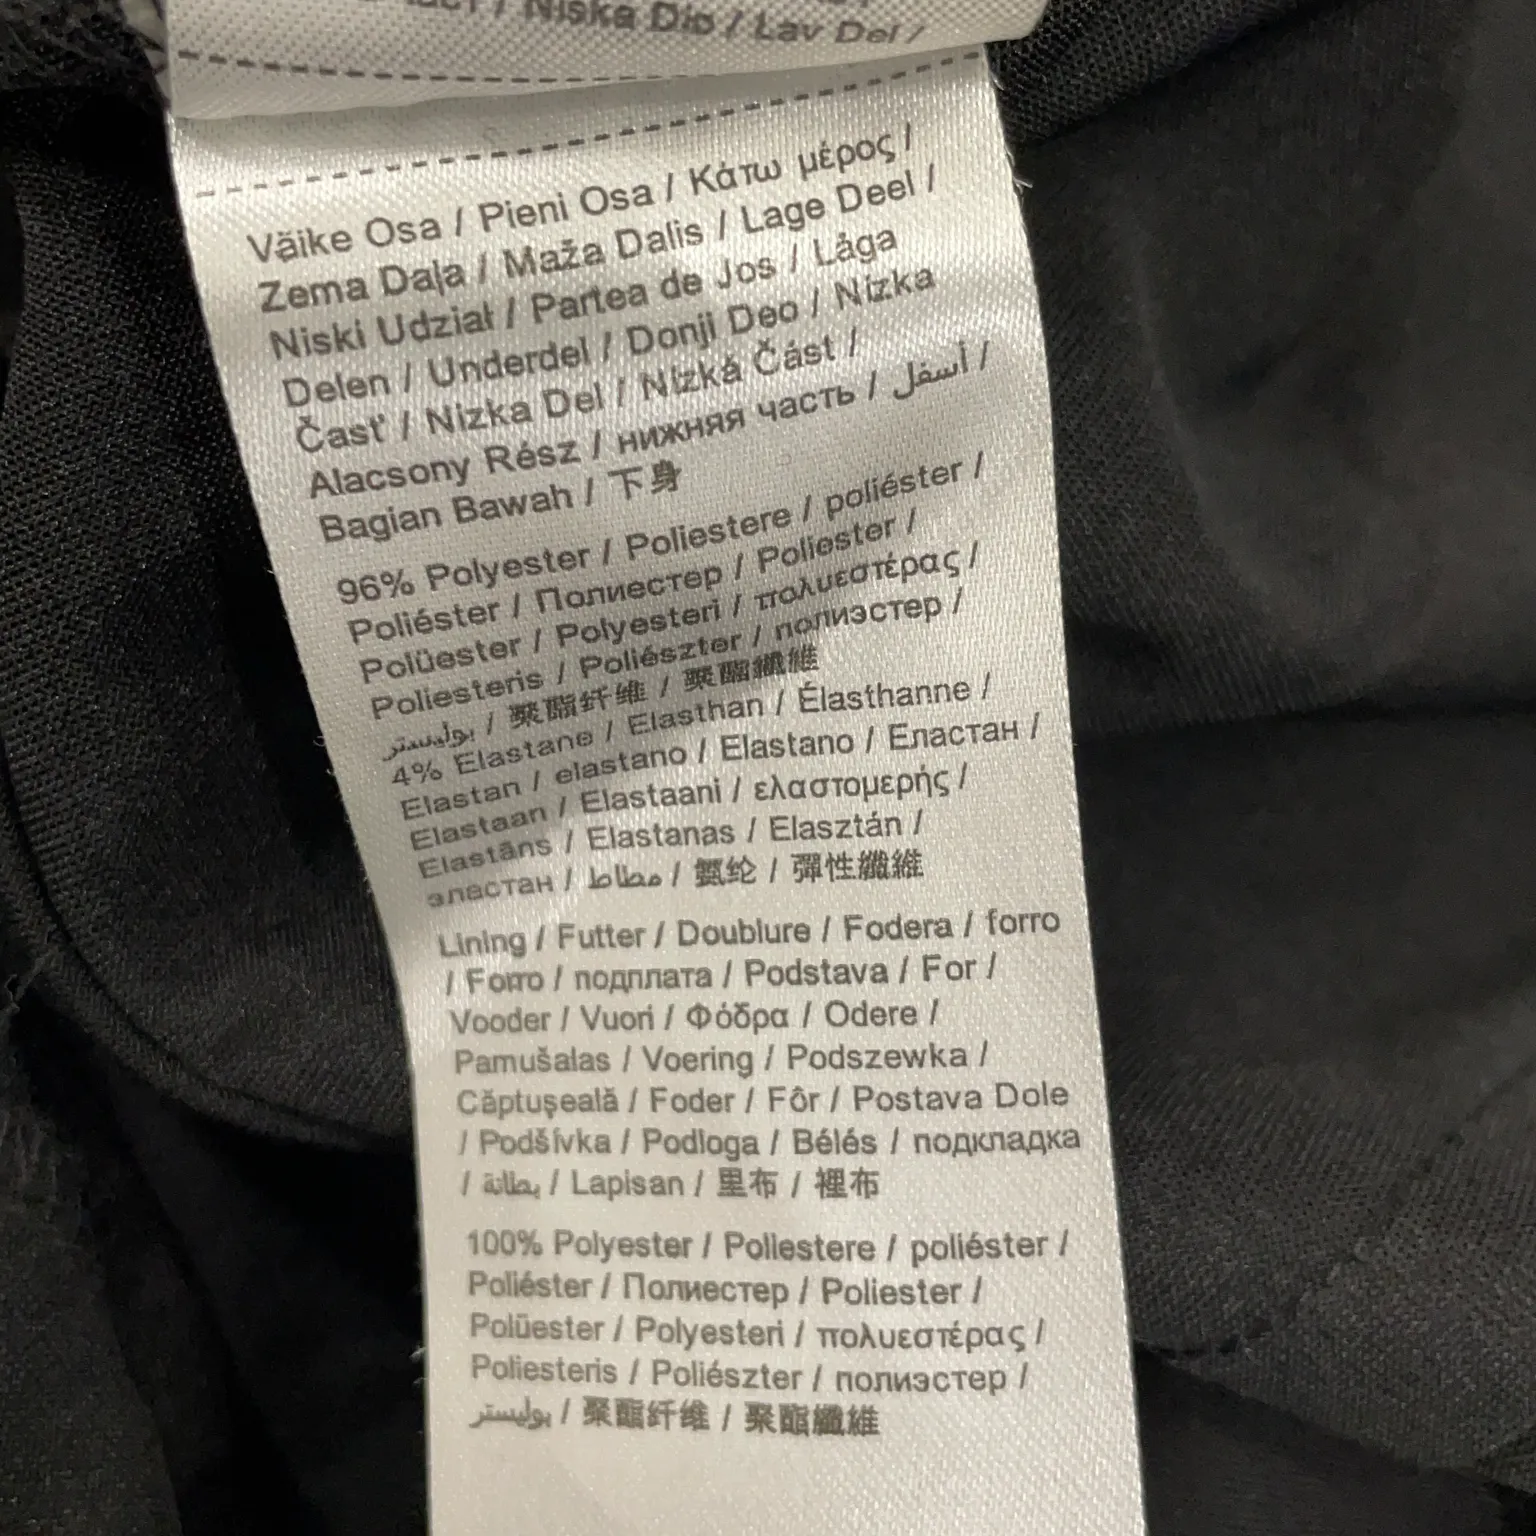 / Niska Dio / Lav Del /
Väike Osa / Pieni Osa / Κάτω μέρος /
Zema Daļa / Maža Dalis / Lage Deel /
Niski Udział / Partea de Jos / Låga
Delen / Underdel / Donji Deo / Nízka
Časť / Nizka Del / Nízká Část /
Alacsony Rész / нижняя часть / أسفل /
Bagian Bawah / 下身
96% Polyester / Poliestere / poliéster /
Poliéster / Полиестер / Poliester /
Polüester / Polyesteri / πολυεστέρας /
Poliesteris / Poliészter / полиэстер /
بوليستر / 聚酯纤维 / 聚酯纖維
4% Elastane / Elasthan / Élasthanne /
Elastan / elastano / Elastano / Еластан /
Elastaan / Elastaani / ελαστομερής /
Elastāns / Elastanas / Elasztán /
эластан / مطاط / 氨纶 / 彈性纖維
Lining / Futter / Doublure / Fodera / forro
/ Forro / подплата / Podstava / For /
Vooder / Vuori / Φόδρα / Odere /
Pamušalas / Voering / Podszewka /
Căptușeală / Foder / Fôr / Postava Dole
/ Podšívka / Podloga / Bélés / подкладка
/ بطانة / Lapisan / 里布 / 裡布
100% Polyester / Poliestere / poliéster /
Poliéster / Полиестер / Poliester /
Polüester / Polyesteri / πολυεστέρας /
Poliesteris / Poliészter / полиэстер /
بوليستر / 聚酯纤维 / 聚酯纖維